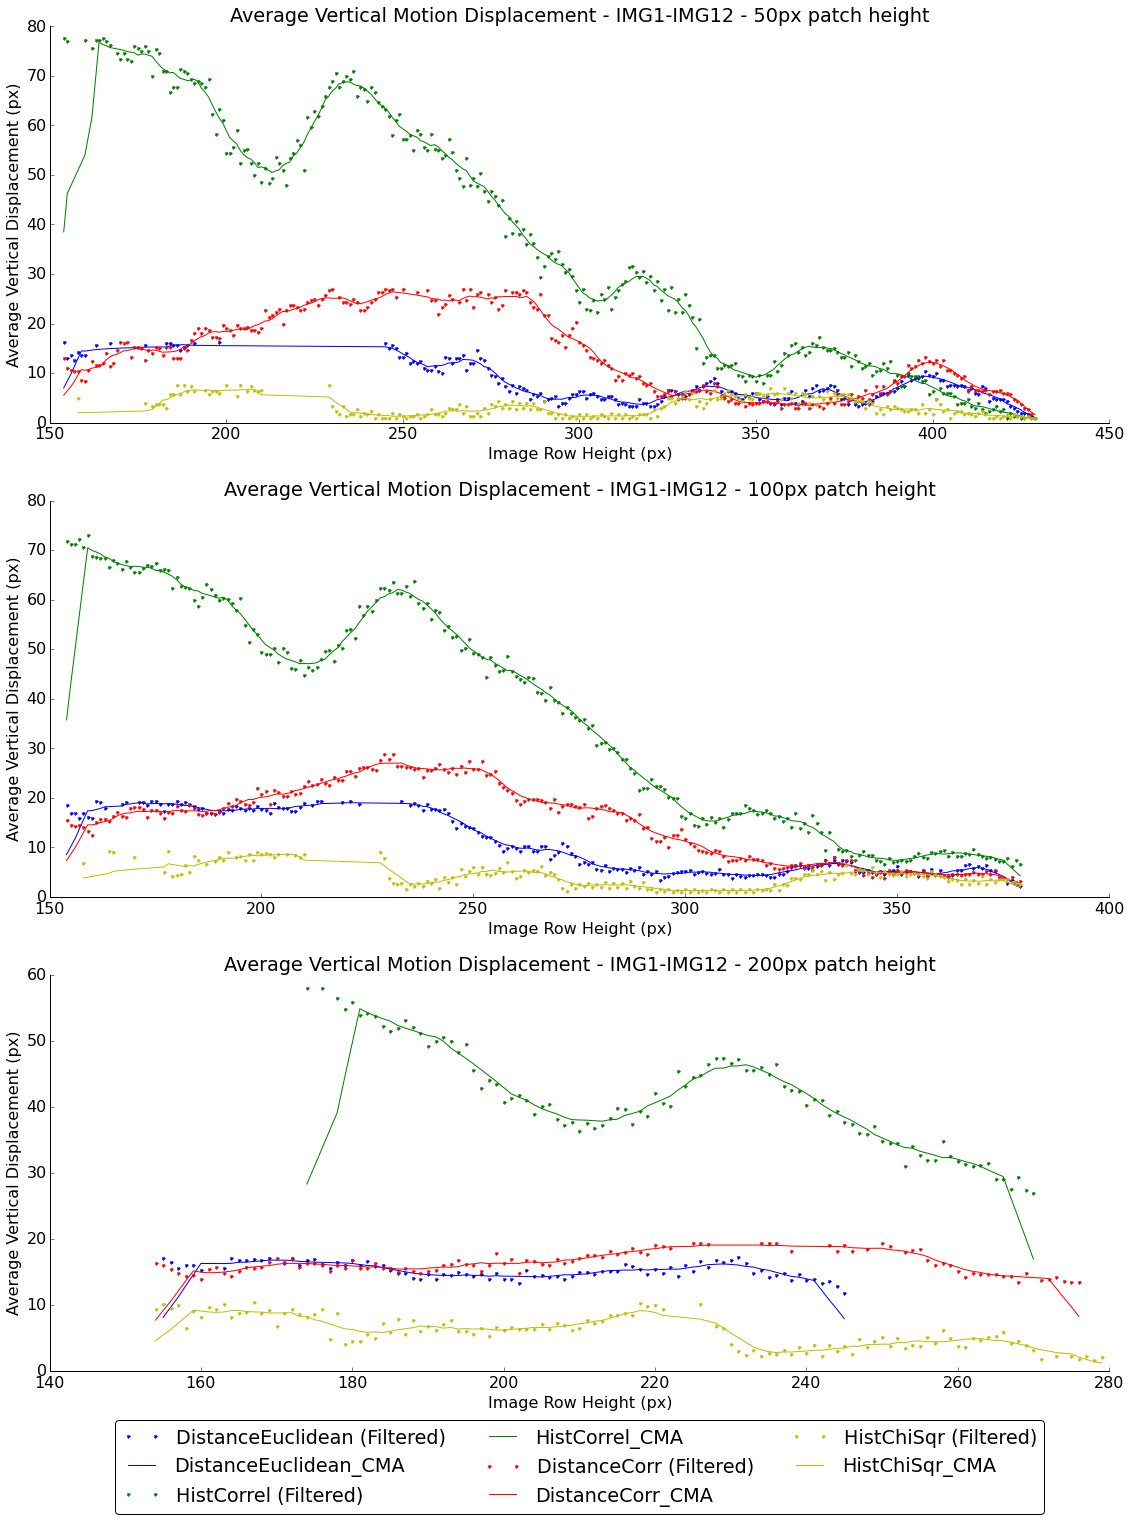 Average Vertical Motion Displacement - IMG1-IMG12 - 50px patch height
80
70
60
50
40
30
20
10
0
Average Vertical Displacement (px)
150 200 250 300 350 400 450
Image Row Height (px)
Average Vertical Motion Displacement - IMG1-IMG12 - 100px patch height
80
70
60
50
40
30
20
10
0
Average Vertical Displacement (px)
150 200 250 300 350 400
Image Row Height (px)
Average Vertical Motion Displacement - IMG1-IMG12 - 200px patch height
60
50
40
30
20
10
0
Average Vertical Displacement (px)
140 160 180 200 220 240 260 280
Image Row Height (px)
DistanceEuclidean (Filtered) HistCorrel_CMA HistChiSqr (Filtered)
DistanceEuclidean_CMA DistanceCorr (Filtered) HistChiSqr_CMA
HistCorrel (Filtered) DistanceCorr_CMA